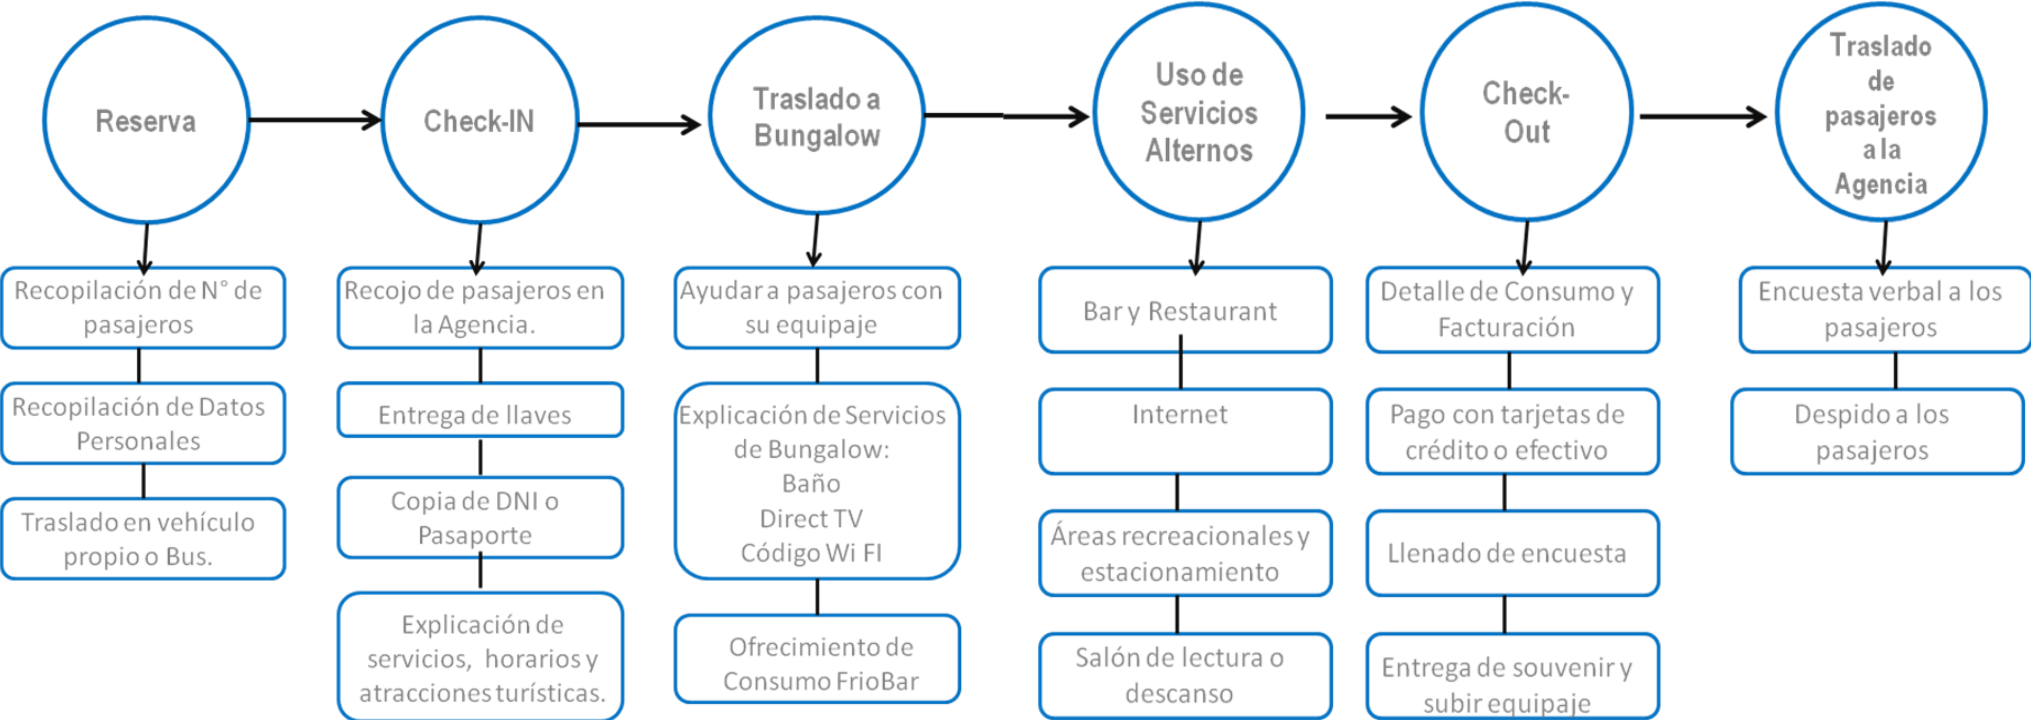 Reserva
Recopilación de N° de
pasajeros
Recopilación de Datos
Personales
Traslado en vehículo
propio o Bus.
Check-IN
Recojo de pasajeros en
la Agencia.
Entrega de llaves
Copia de DNI o
Pasaporte
Explicación de
servicios, horarios y
atracciones turísticas.
Traslado a
Bungalow
Ayudar a pasajeros con
su equipaje
Explicación de Servicios
de Bungalow:
Baño
Direct TV
Código Wi FI
Ofrecimiento de
Consumo FrioBar
Uso de
Servicios
Alternos
Bar y Restaurant
Internet
Áreas recreacionales y
estacionamiento
Salón de lectura o
descanso
Check-
Out
Detalle de Consumo y
Facturación
Pago con tarjetas de
crédito o efectivo
Llenado de encuesta
Entrega de souvenir y
subir equipaje
Traslado
de
pasajeros
a la
Agencia
Encuesta verbal a los
pasajeros
Despido a los
pasajeros